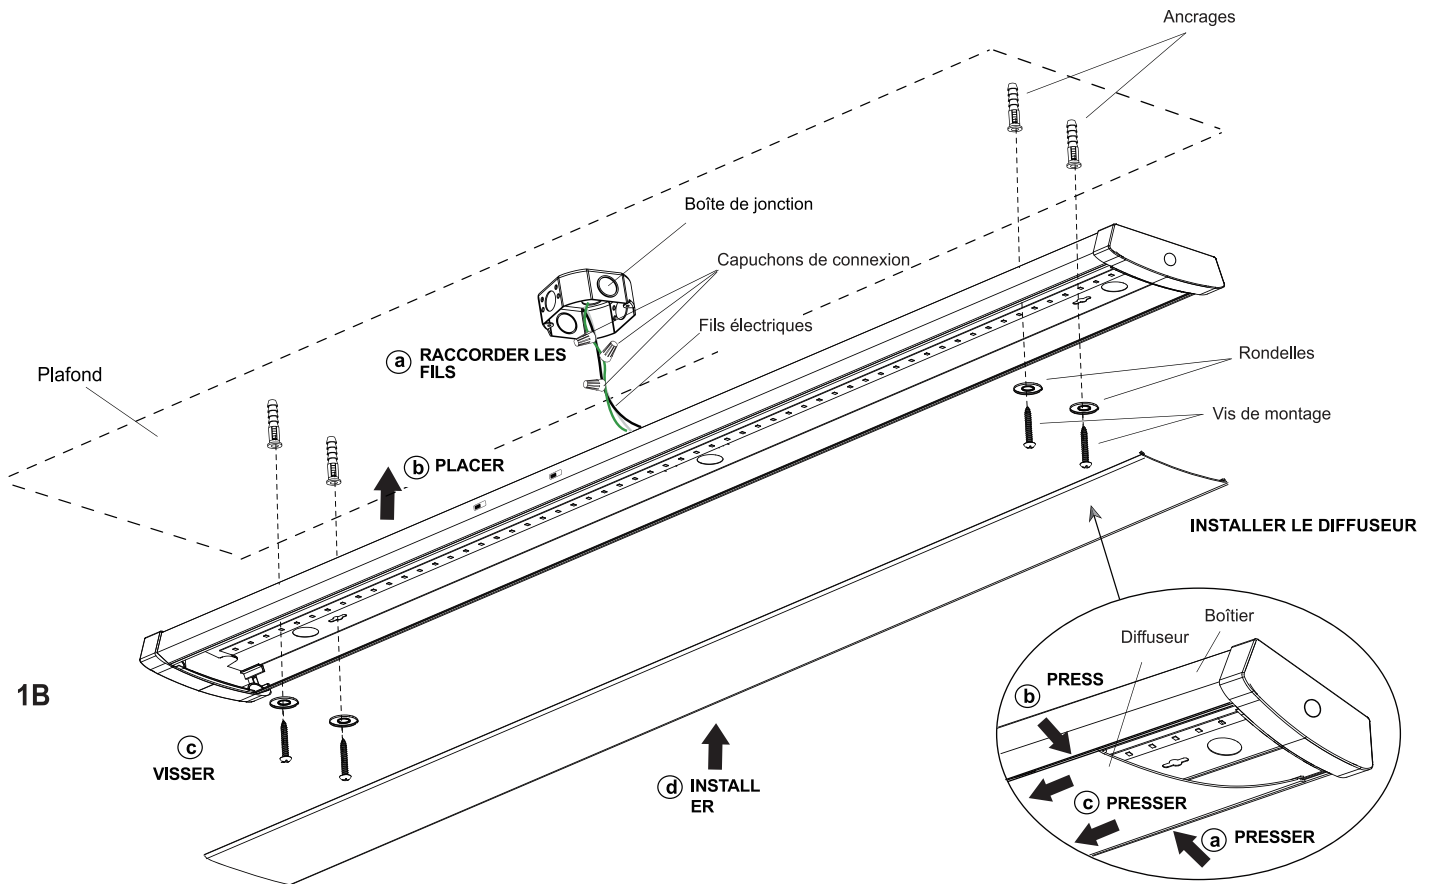 Ancrages
Boîte de jonction
Capuchons de connexion
Fils électriques
a RACCORDER LES
FILS
Plafond
Rondelles
Vis de montage
b PLACER
INSTALLER LE DIFFUSEUR
Boîtier
Diffuseur
1B
b PRESS
c
VISSER
d INSTALL
ER
c PRESSER
a PRESSER